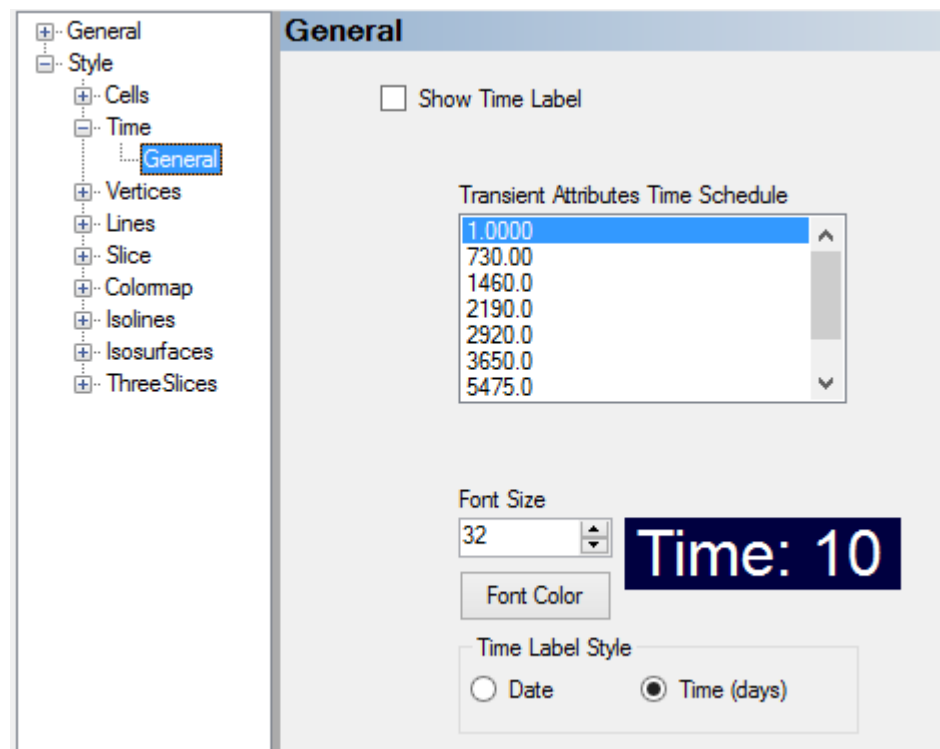 General
Style
Cells
Time
General
Vertices
Lines
Slice
Colormap
Isolines
Isosurfaces
ThreeSlices
General
Show Time Label
Transient Attributes Time Schedule
1.0000
730.00
1460.0
2190.0
2920.0
3650.0
5475.0
Font Size
32
Time: 10
Font Color
Time Label Style
Date
Time (days)